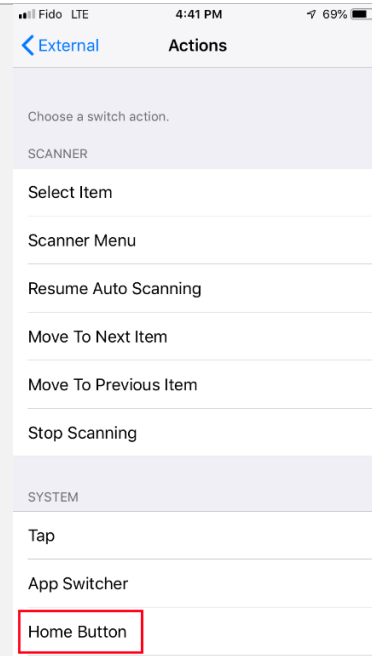 Fido LTE 4:41 PM 69%
External Actions
Choose a switch action.
SCANNER
Select Item
Scanner Menu
Resume Auto Scanning
Move To Next Item
Move To Previous Item
Stop Scanning
SYSTEM
Tap
App Switcher
Home Button